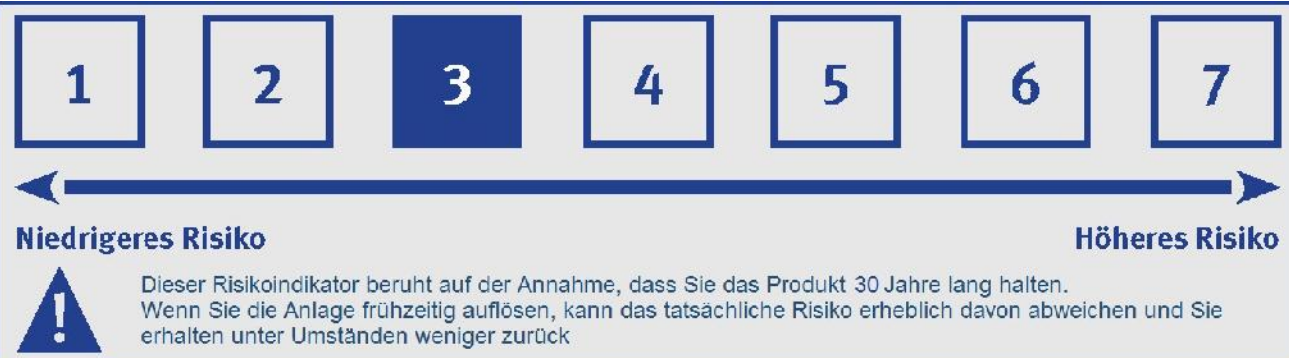 1 2 3 4 5 6 7
Niedrigeres Risiko Höheres Risiko
!
Dieser Risikoindikator beruht auf der Annahme, dass Sie das Produkt 30 Jahre lang halten.
Wenn Sie die Anlage frühzeitig auflösen, kann das tatsächliche Risiko erheblich davon abweichen und Sie
erhalten unter Umständen weniger zurück